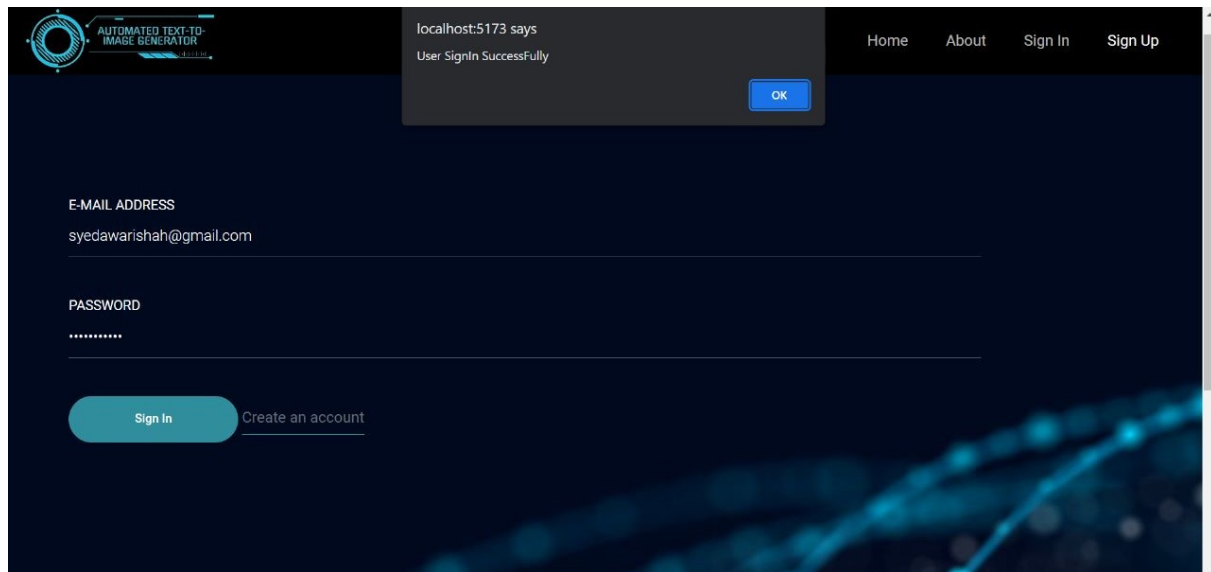 AUTOMATED TEXT-TO-
IMAGE GENERATOR
localhost:5173 says
User SignIn SuccessFully
OK
Home About Sign In Sign Up
E-MAIL ADDRESS
syedawarishah@gmail.com
PASSWORD
•••••••••••
Sign In Create an account